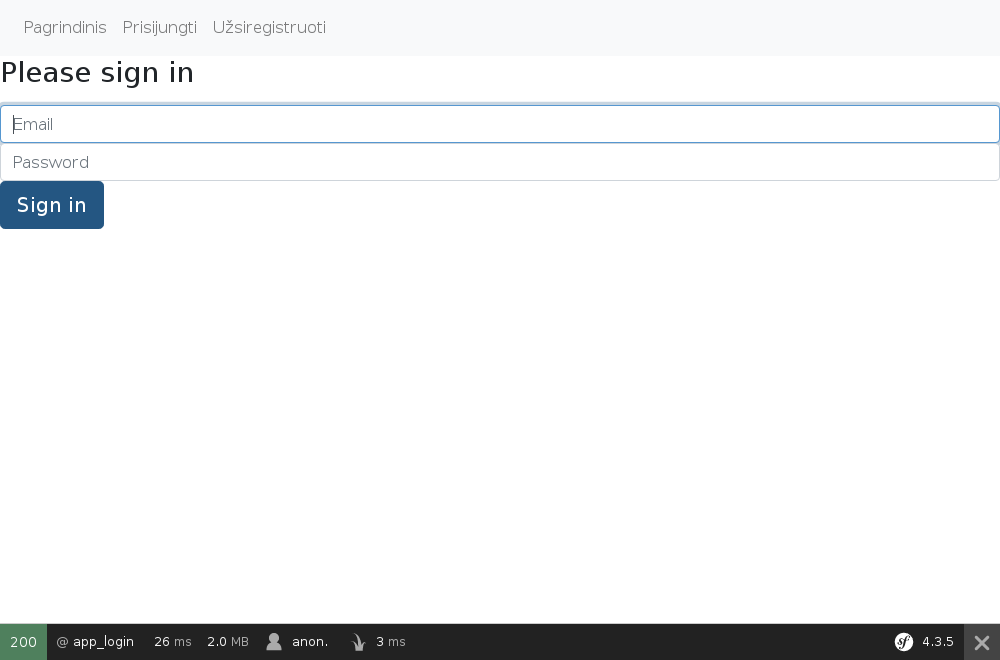 Pagrindinis Prisijungti Užsiregistruoti
Please sign in
Email
Password
Sign in
200 @ app_login 26 ms 2.0 MB anon. 3 ms sf 4.3.5